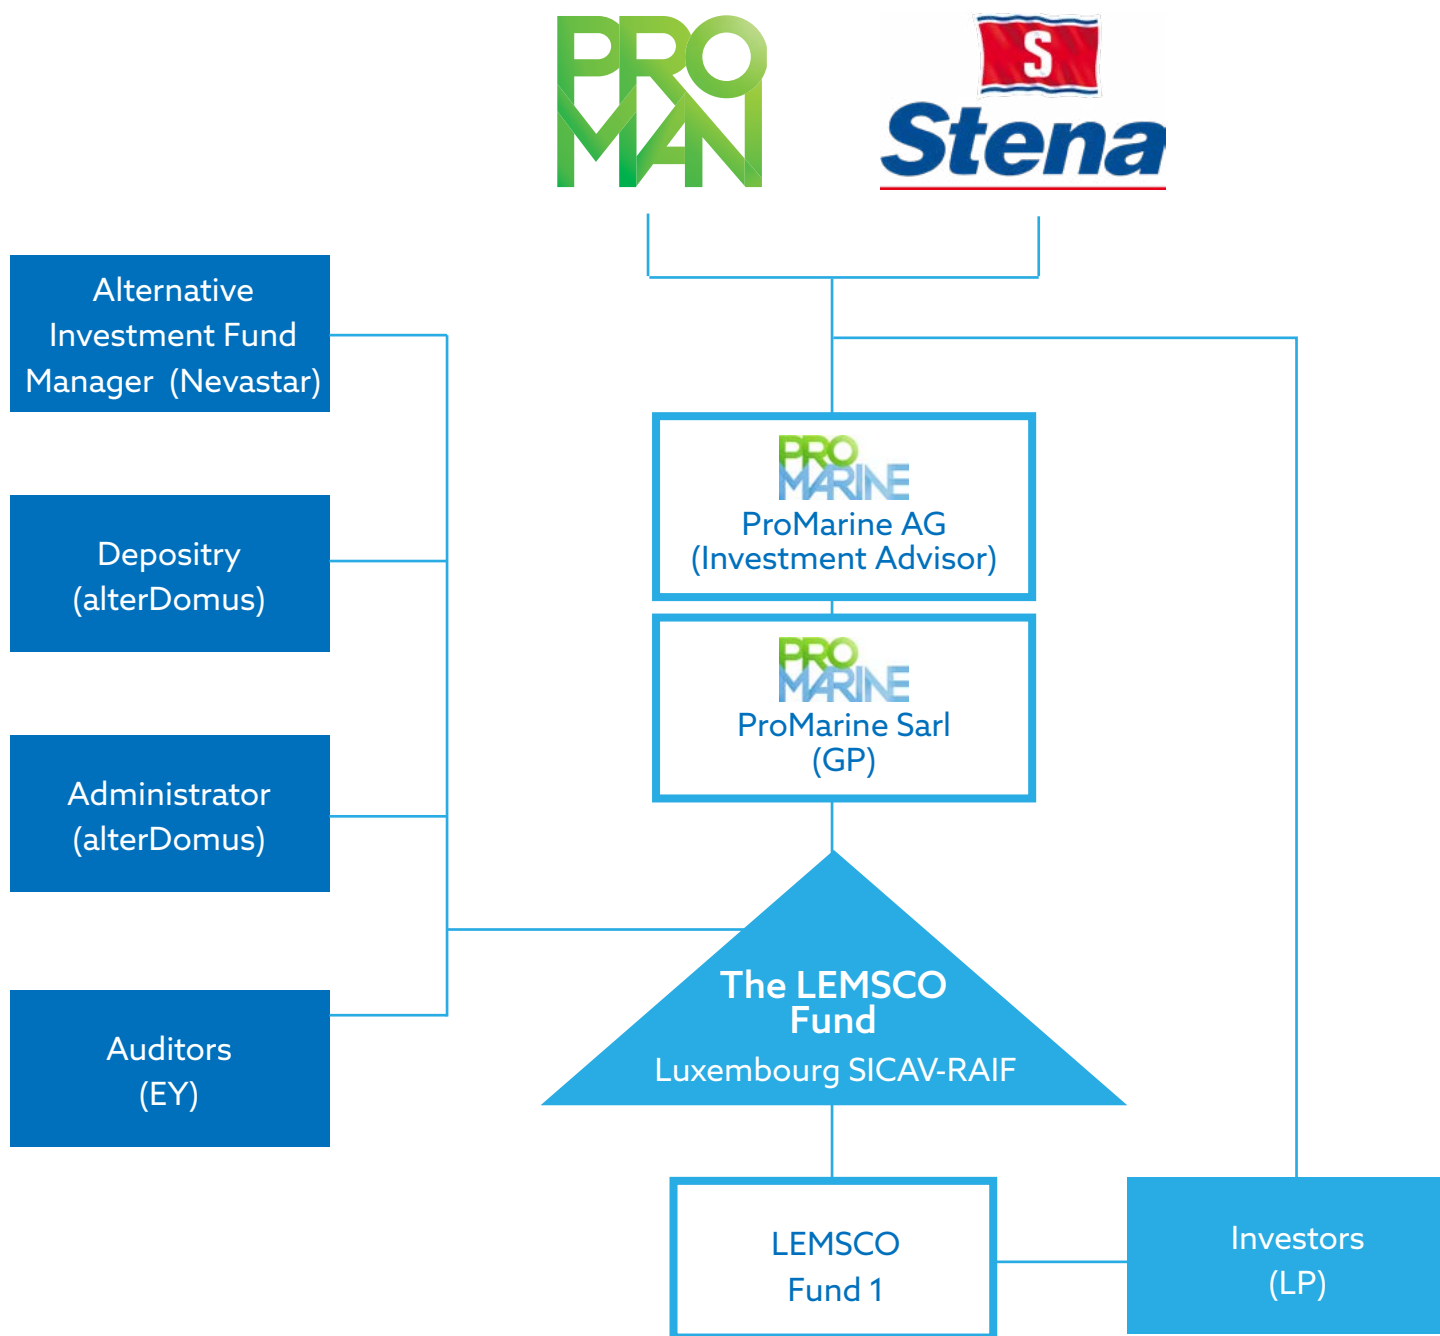 PRO
MAN
S
Stena
Alternative
Investment Fund
Manager (Nevastar)
Depositry
(alterDomus)
Administrator
(alterDomus)
Auditors
(EY)
PRO
MARINE
ProMarine AG
(Investment Advisor)
PRO
MARINE
ProMarine Sarl
(GP)
The LEMSCO
Fund
Luxembourg SICAV-RAIF
LEMSCO
Fund 1
Investors
(LP)